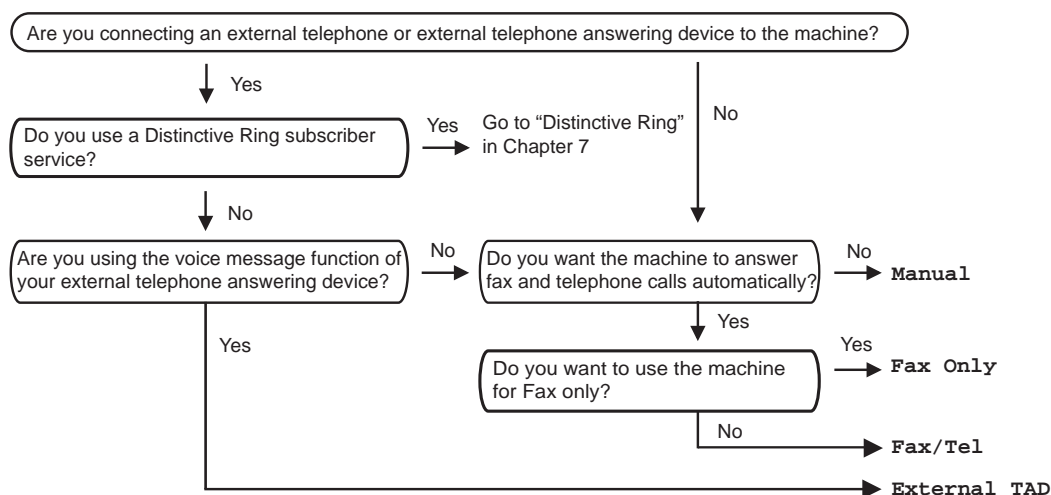 Are you connecting an external telephone or external telephone answering device to the machine?
Yes
No
Do you use a Distinctive Ring subscriber
service?
Yes
Go to “Distinctive Ring”
in Chapter 7
No
Are you using the voice message function of
your external telephone answering device?
No
Do you want the machine to answer
fax and telephone calls automatically?
No
Manual
Yes
Yes
Do you want to use the machine
for Fax only?
Yes
Fax Only
No
Fax/Tel
External TAD